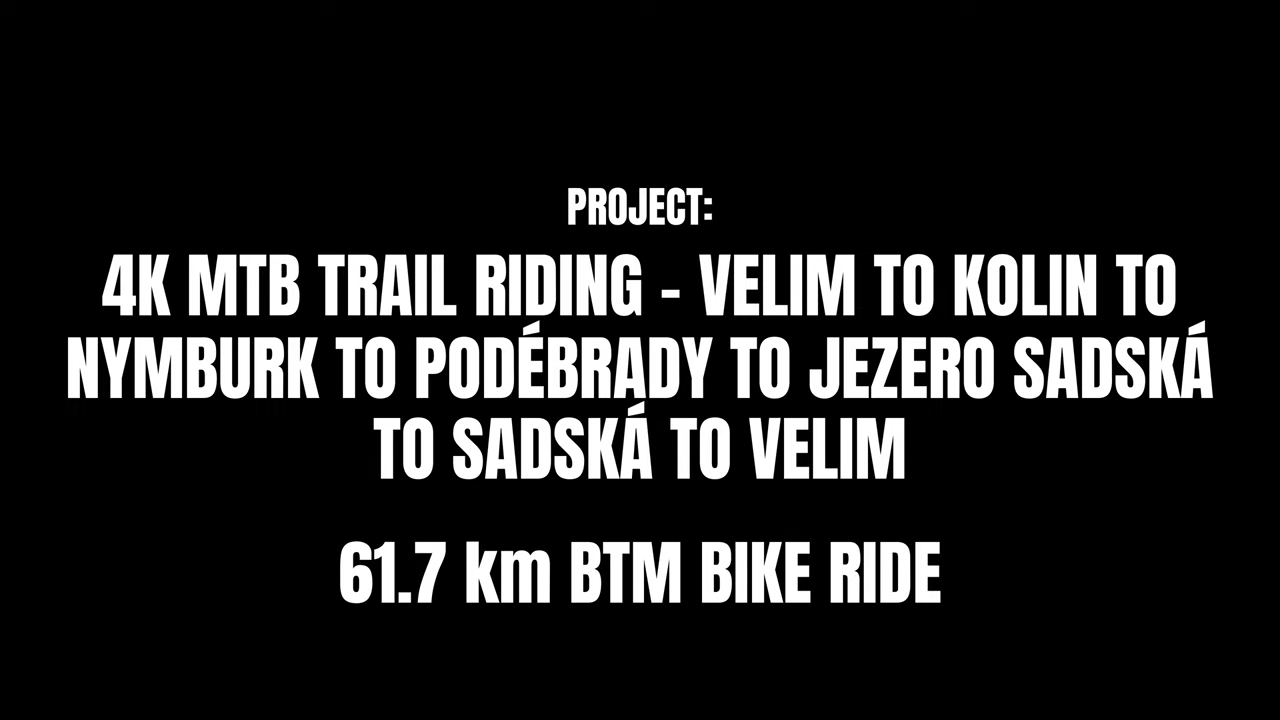 PROJECT:
4K MTB TRAIL RIDING - VELIM TO KOLIN TO
NYMBURK TO PODÉBRADY TO JEZERO SADSKÁ
TO SADSKÁ TO VELIM
61.7 km BTM BIKE RIDE